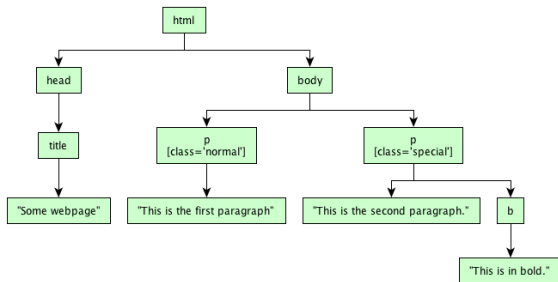 html
head
body
title
p
[class='normal']
p
[class='special']
"Some webpage"
"This is the first paragraph"
"This is the second paragraph."
b
"This is in bold."